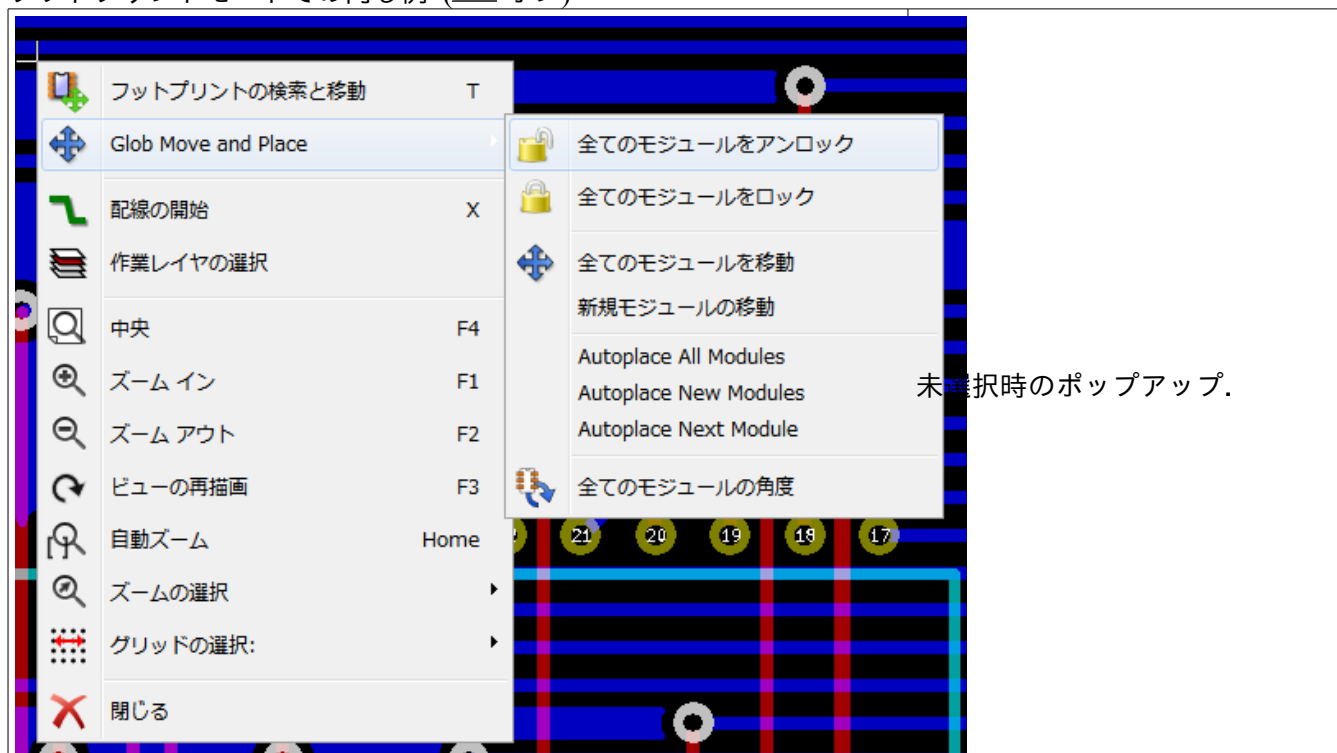 フットプリントの検索と移動 T
Glob Move and Place
配線の開始 X
作業レイヤの選択
中央 F4
ズーム イン F1
ズーム アウト F2
ビューの再描画 F3
自動ズーム Home
ズームの選択
グリッドの選択:
閉じる
全てのモジュールをアンロック
全てのモジュールをロック
全てのモジュールを移動
新規モジュールの移動
Autoplace All Modules
Autoplace New Modules
Autoplace Next Module
全てのモジュールの角度
21 20 19 18 17
未選択時のポップアップ.